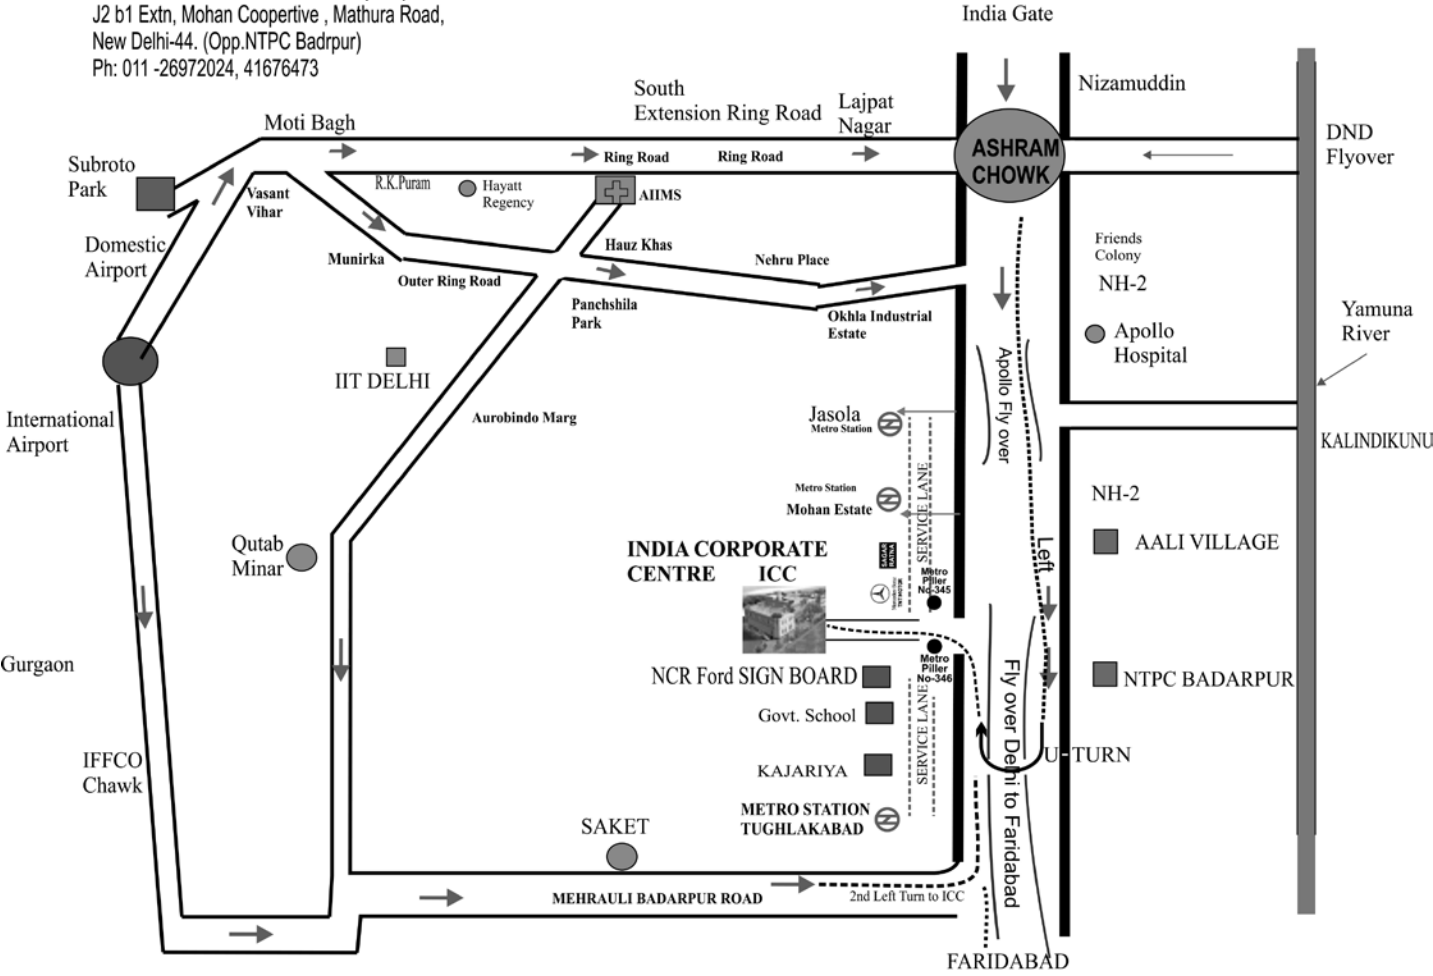 J2 b1 Extn, Mohan Coopertive , Mathura Road,
New Delhi-44. (Opp.NTPC Badrpur)
Ph: 011 -26972024, 41676473
India Gate
Nizamuddin
South
Extension Ring Road
Lajpat
Nagar
Moti Bagh
ASHRAM
CHOWK
DND
Flyover
Subroto
Park
Ring Road
Ring Road
Vasant
Vihar
R.K.Puram
Hayatt
Regency
AIIMS
Domestic
Airport
Munirka
Outer Ring Road
Hauz Khas
Nehru Place
Panchshila
Park
Okhla Industrial
Estate
Friends
Colony
NH-2
Apollo
Hospital
Yamuna
River
IIT DELHI
Apollo Fly over
Aurobindo Marg
International
Airport
Jasola
Metro Station
KALINDIKUNU
SERVICE LANE
Metro Station
Mohan Estate
NH-2
AALI VILLAGE
Left
Qutab
Minar
INDIA CORPORATE
CENTRE ICC
SAGAR
RATNA
Metro
Piller
No-345
Gurgaon
Metro
Piller
No-346
NCR Ford SIGN BOARD
NTPC BADARPUR
Govt. School
SERVICE LANE
Fly over Delhi to Faridabad
U-TURN
IFFCO
Chawk
KAJARIYA
METRO STATION
TUGHLAKABAD
SAKET
MEHRAULI BADARPUR ROAD
2nd Left Turn to ICC
FARIDABAD